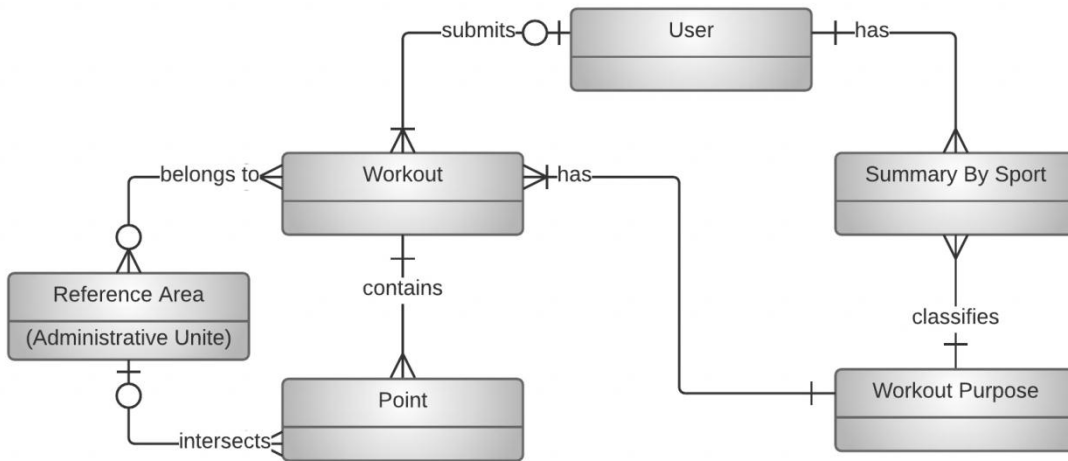 submits
User
has
belongs to
Workout
has
Summary By Sport
Reference Area
(Administrative Unite)
contains
classifies
Point
Workout Purpose
intersects